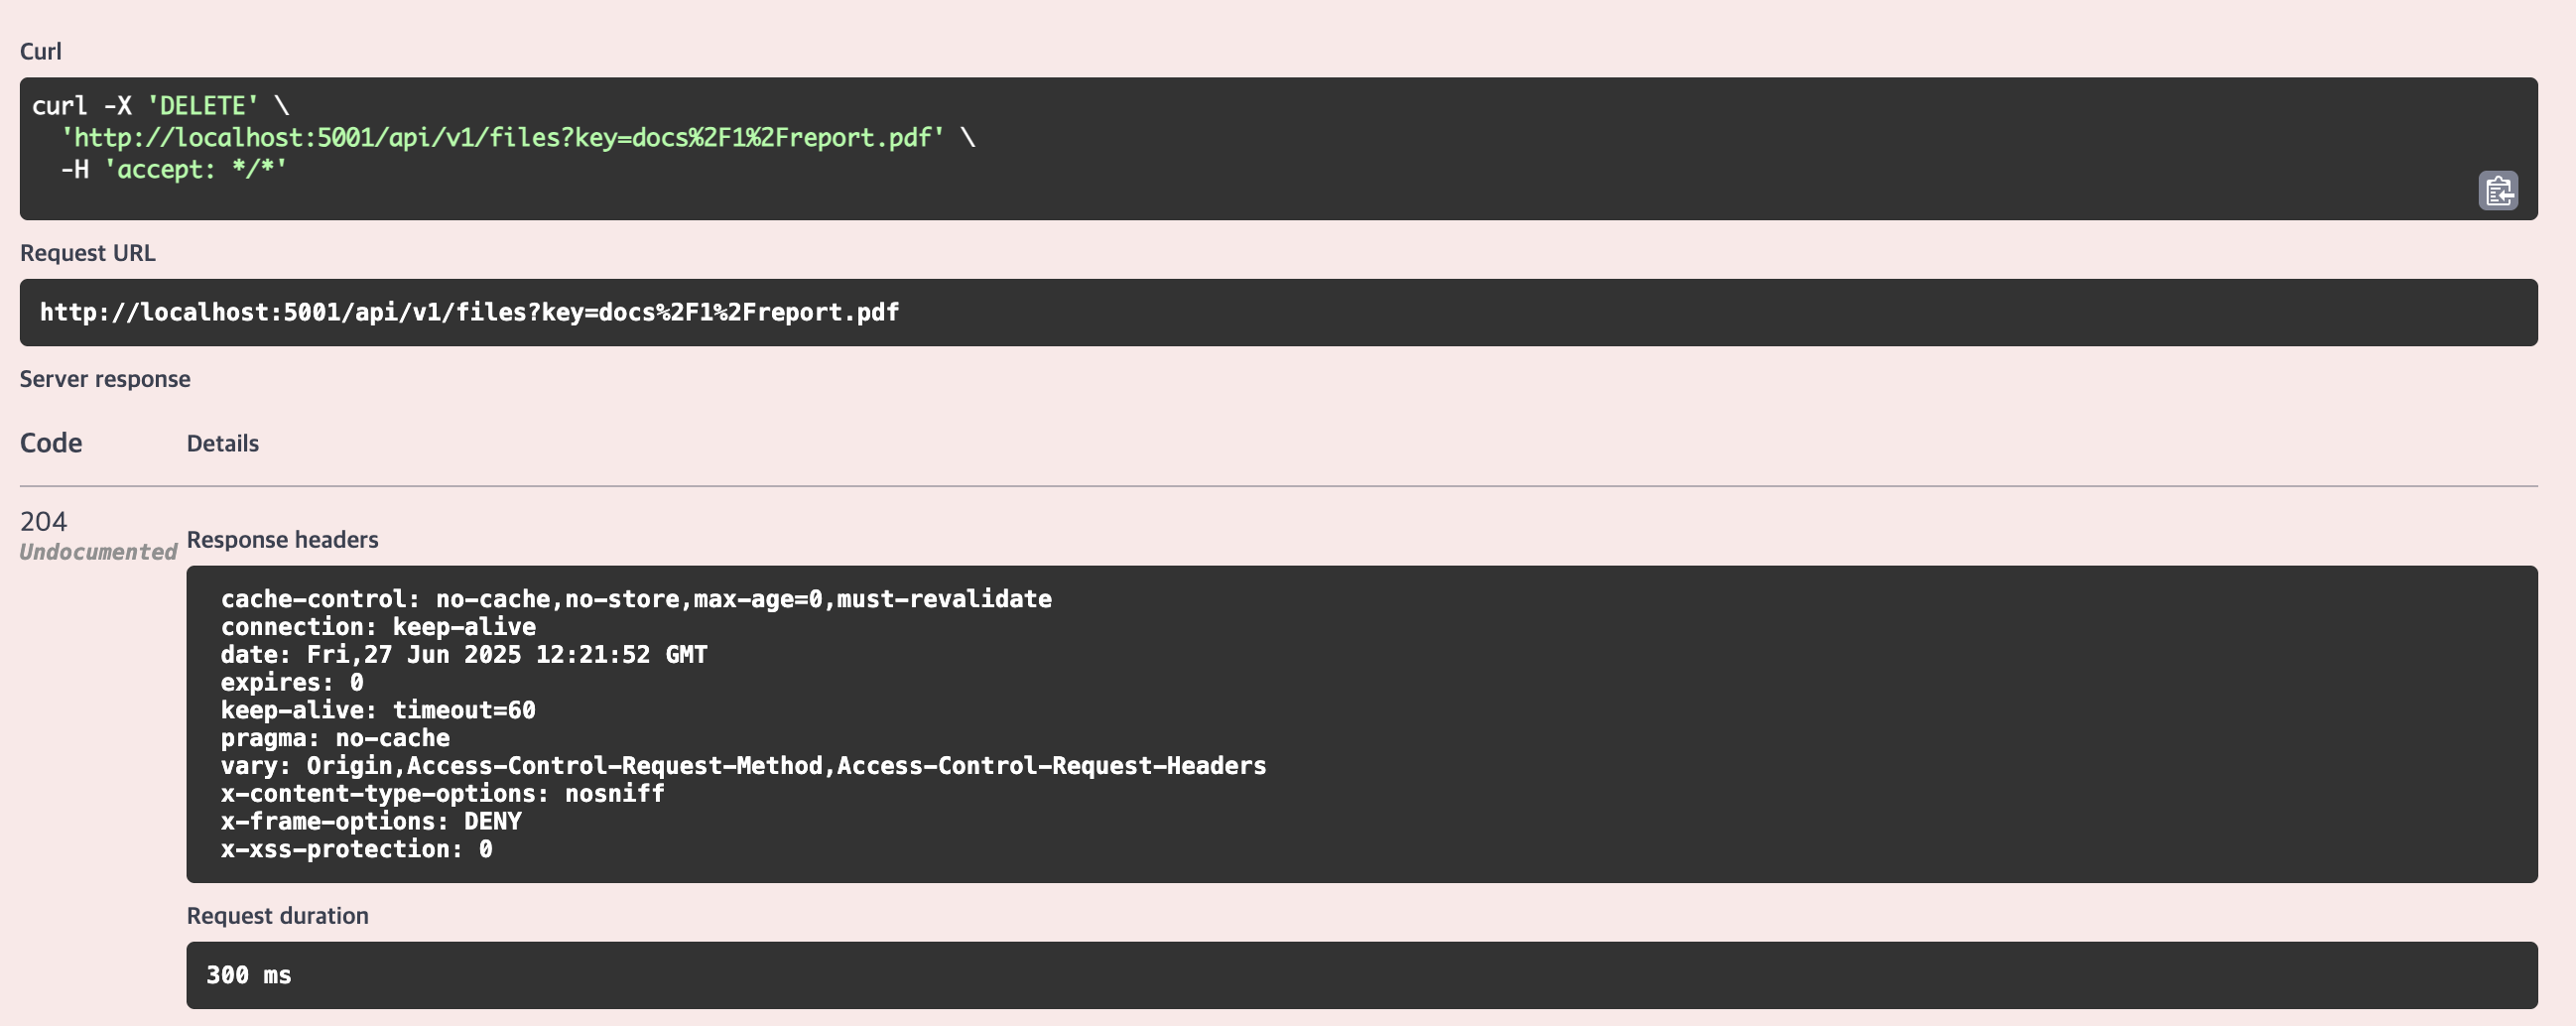 Curl
curl -X 'DELETE' \
  'http://localhost:5001/api/v1/files?key=docs%2F1%2Freport.pdf' \
  -H 'accept: */*'
Request URL
http://localhost:5001/api/v1/files?key=docs%2F1%2Freport.pdf
Server response
Code Details
204
Undocumented
Response headers
cache-control: no-cache,no-store,max-age=0,must-revalidate
connection: keep-alive
date: Fri,27 Jun 2025 12:21:52 GMT
expires: 0
keep-alive: timeout=60
pragma: no-cache
vary: Origin,Access-Control-Request-Method,Access-Control-Request-Headers
x-content-type-options: nosniff
x-frame-options: DENY
x-xss-protection: 0
Request duration
300 ms